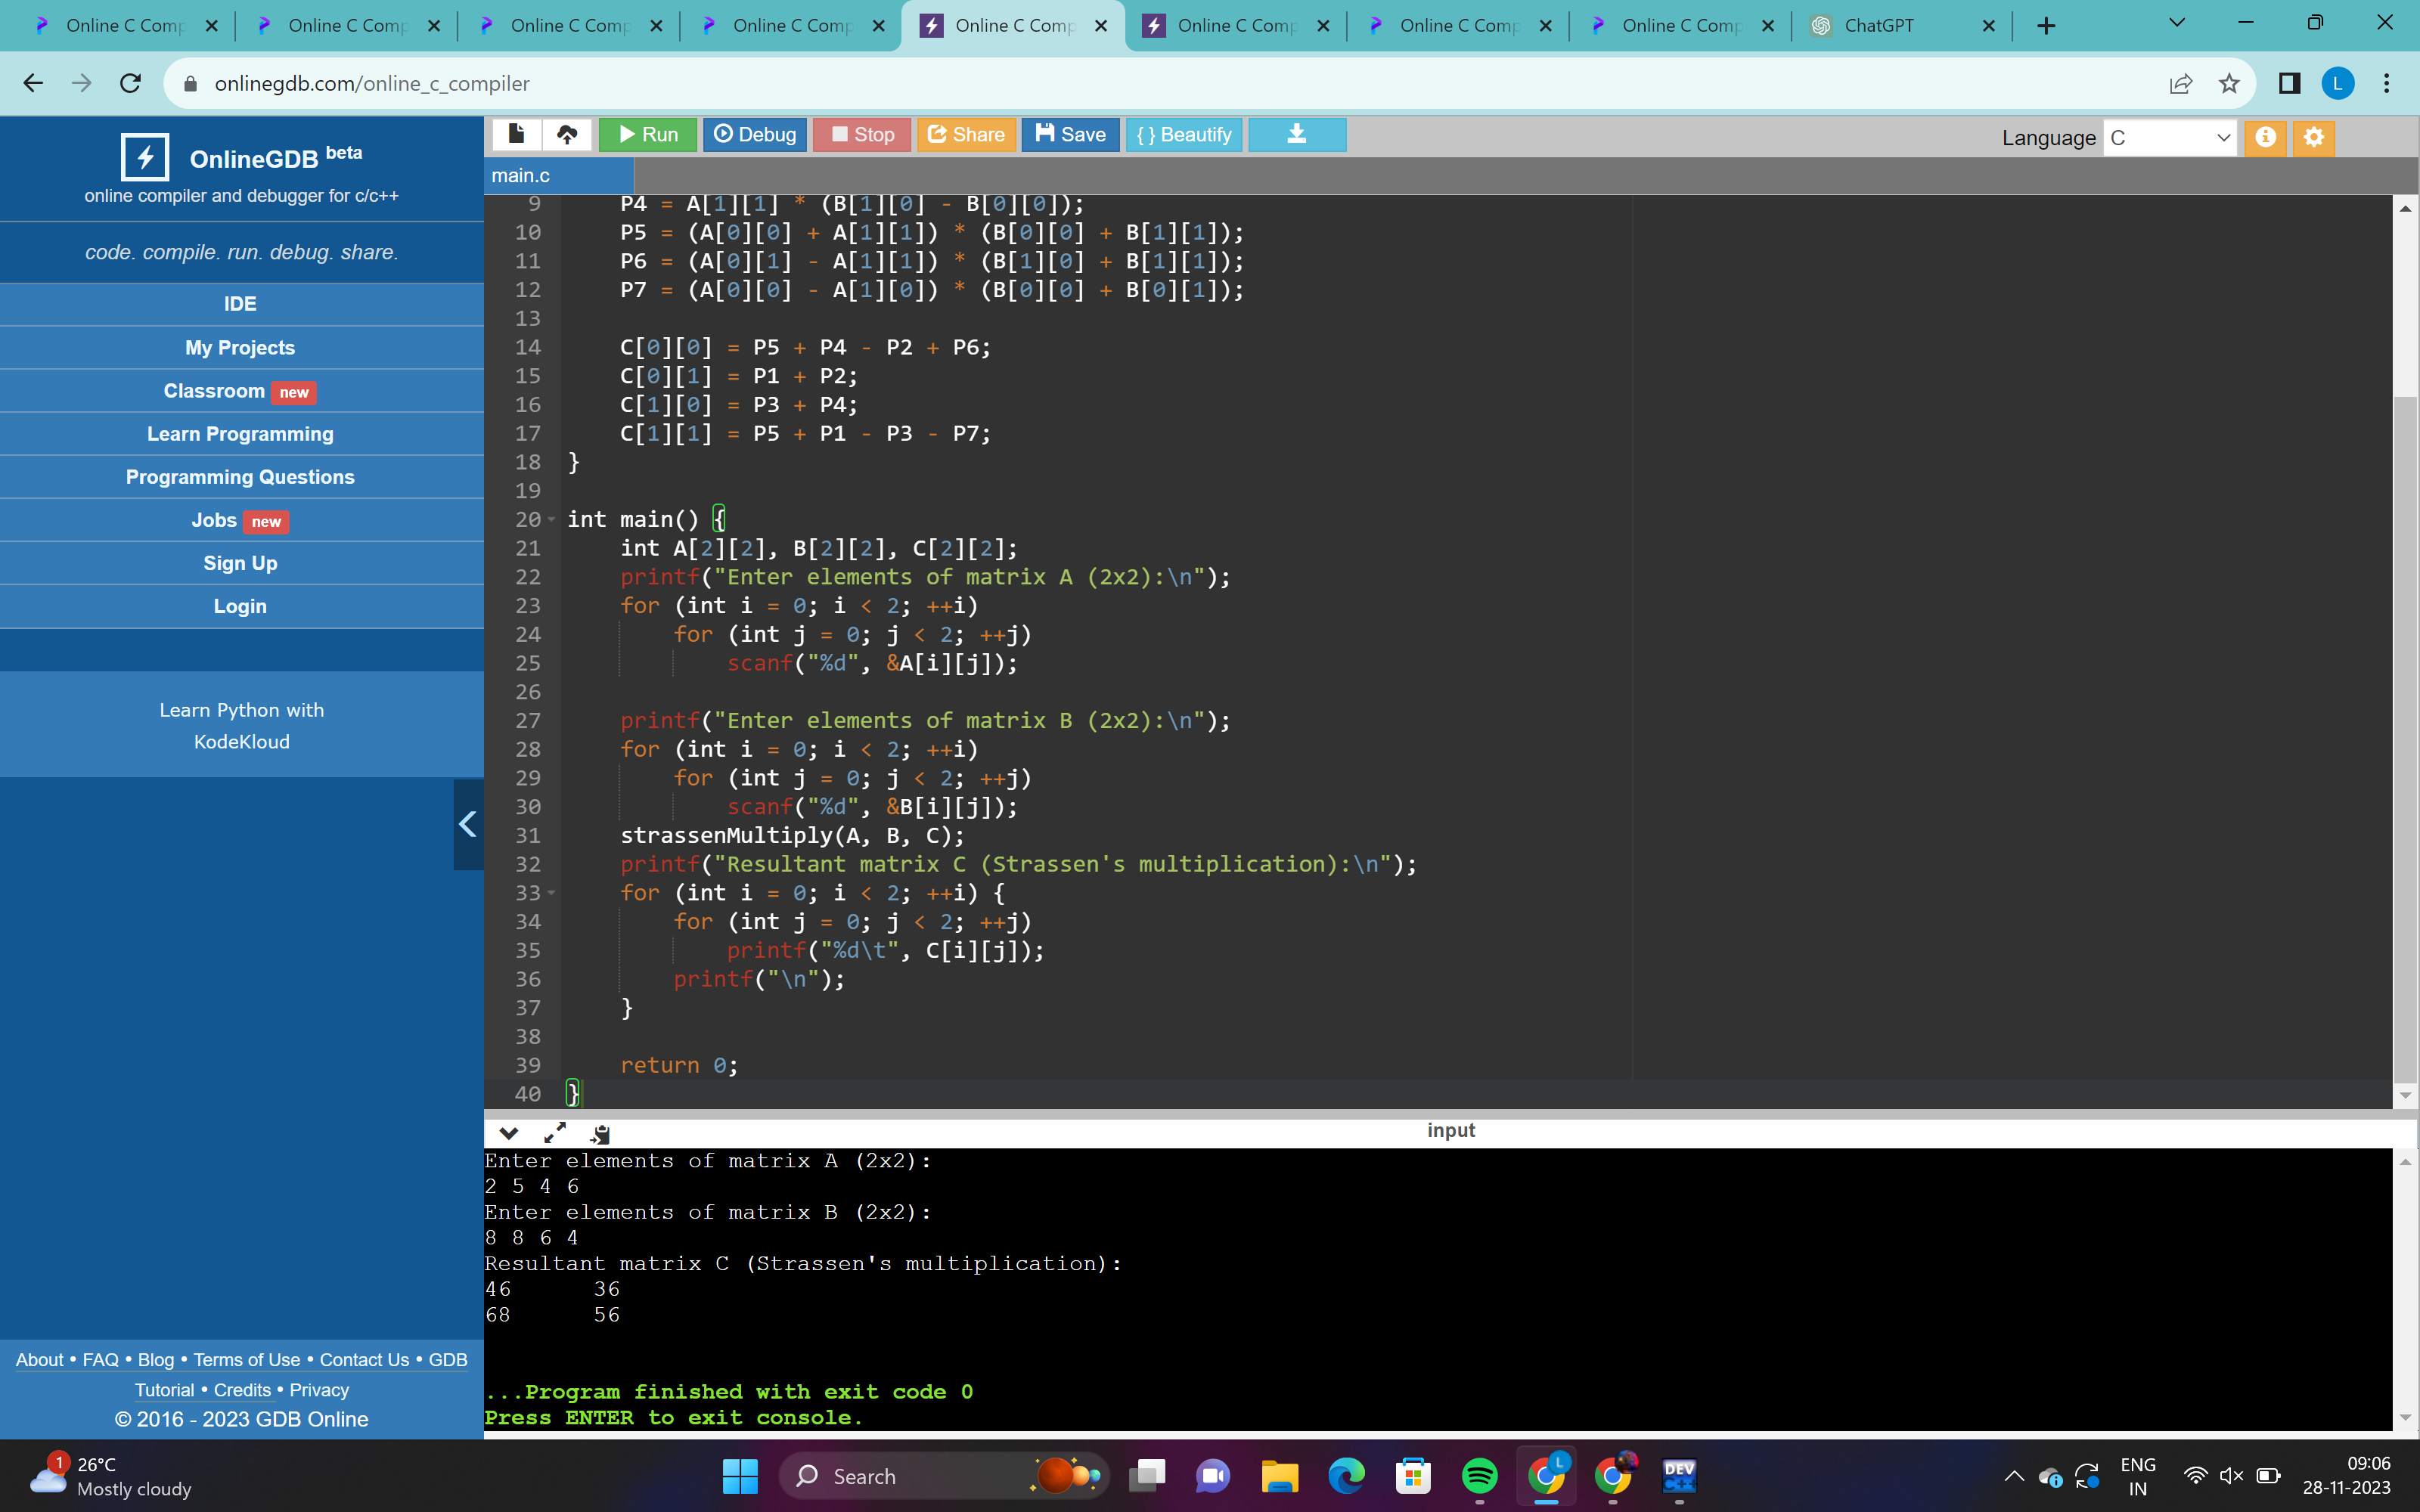 Online C Comp
Online C Comp
Online C Comp
Online C Comp
Online C Comp
Online C Comp
Online C Comp
Online C Comp
ChatGPT
onlinegdb.com/online_c_compiler
L
OnlineGDB beta
online compiler and debugger for c/c++
code. compile. run. debug. share.
IDE
My Projects
Classroom new
Learn Programming
Programming Questions
Jobs new
Sign Up
Login
Learn Python with
KodeKloud
About • FAQ • Blog • Terms of Use • Contact Us • GDB
Tutorial • Credits • Privacy
© 2016 - 2023 GDB Online
Run Debug Stop Share Save { } Beautify
Language C
main.c
9 P4 = A[1][1] * (B[1][0] - B[0][0]);
10 P5 = (A[0][0] + A[1][1]) * (B[0][0] + B[1][1]);
11 P6 = (A[0][1] - A[1][1]) * (B[1][0] + B[1][1]);
12 P7 = (A[0][0] - A[1][0]) * (B[0][0] + B[0][1]);
13
14 C[0][0] = P5 + P4 - P2 + P6;
15 C[0][1] = P1 + P2;
16 C[1][0] = P3 + P4;
17 C[1][1] = P5 + P1 - P3 - P7;
18 }
19
20 int main() {
21 int A[2][2], B[2][2], C[2][2];
22 printf("Enter elements of matrix A (2x2):\n");
23 for (int i = 0; i < 2; ++i)
24 for (int j = 0; j < 2; ++j)
25 scanf("%d", &A[i][j]);
26
27 printf("Enter elements of matrix B (2x2):\n");
28 for (int i = 0; i < 2; ++i)
29 for (int j = 0; j < 2; ++j)
30 scanf("%d", &B[i][j]);
31 strassenMultiply(A, B, C);
32 printf("Resultant matrix C (Strassen's multiplication):\n");
33 for (int i = 0; i < 2; ++i) {
34 for (int j = 0; j < 2; ++j)
35 printf("%d\t", C[i][j]);
36 printf("\n");
37 }
38
39 return 0;
40 }
input
Enter elements of matrix A (2x2):
2 5 4 6
Enter elements of matrix B (2x2):
8 8 6 4
Resultant matrix C (Strassen's multiplication):
46 36
68 56
...Program finished with exit code 0
Press ENTER to exit console.
1
26°C
Mostly cloudy
Search
L
DEV
C++
ENG
IN
09:06
28-11-2023